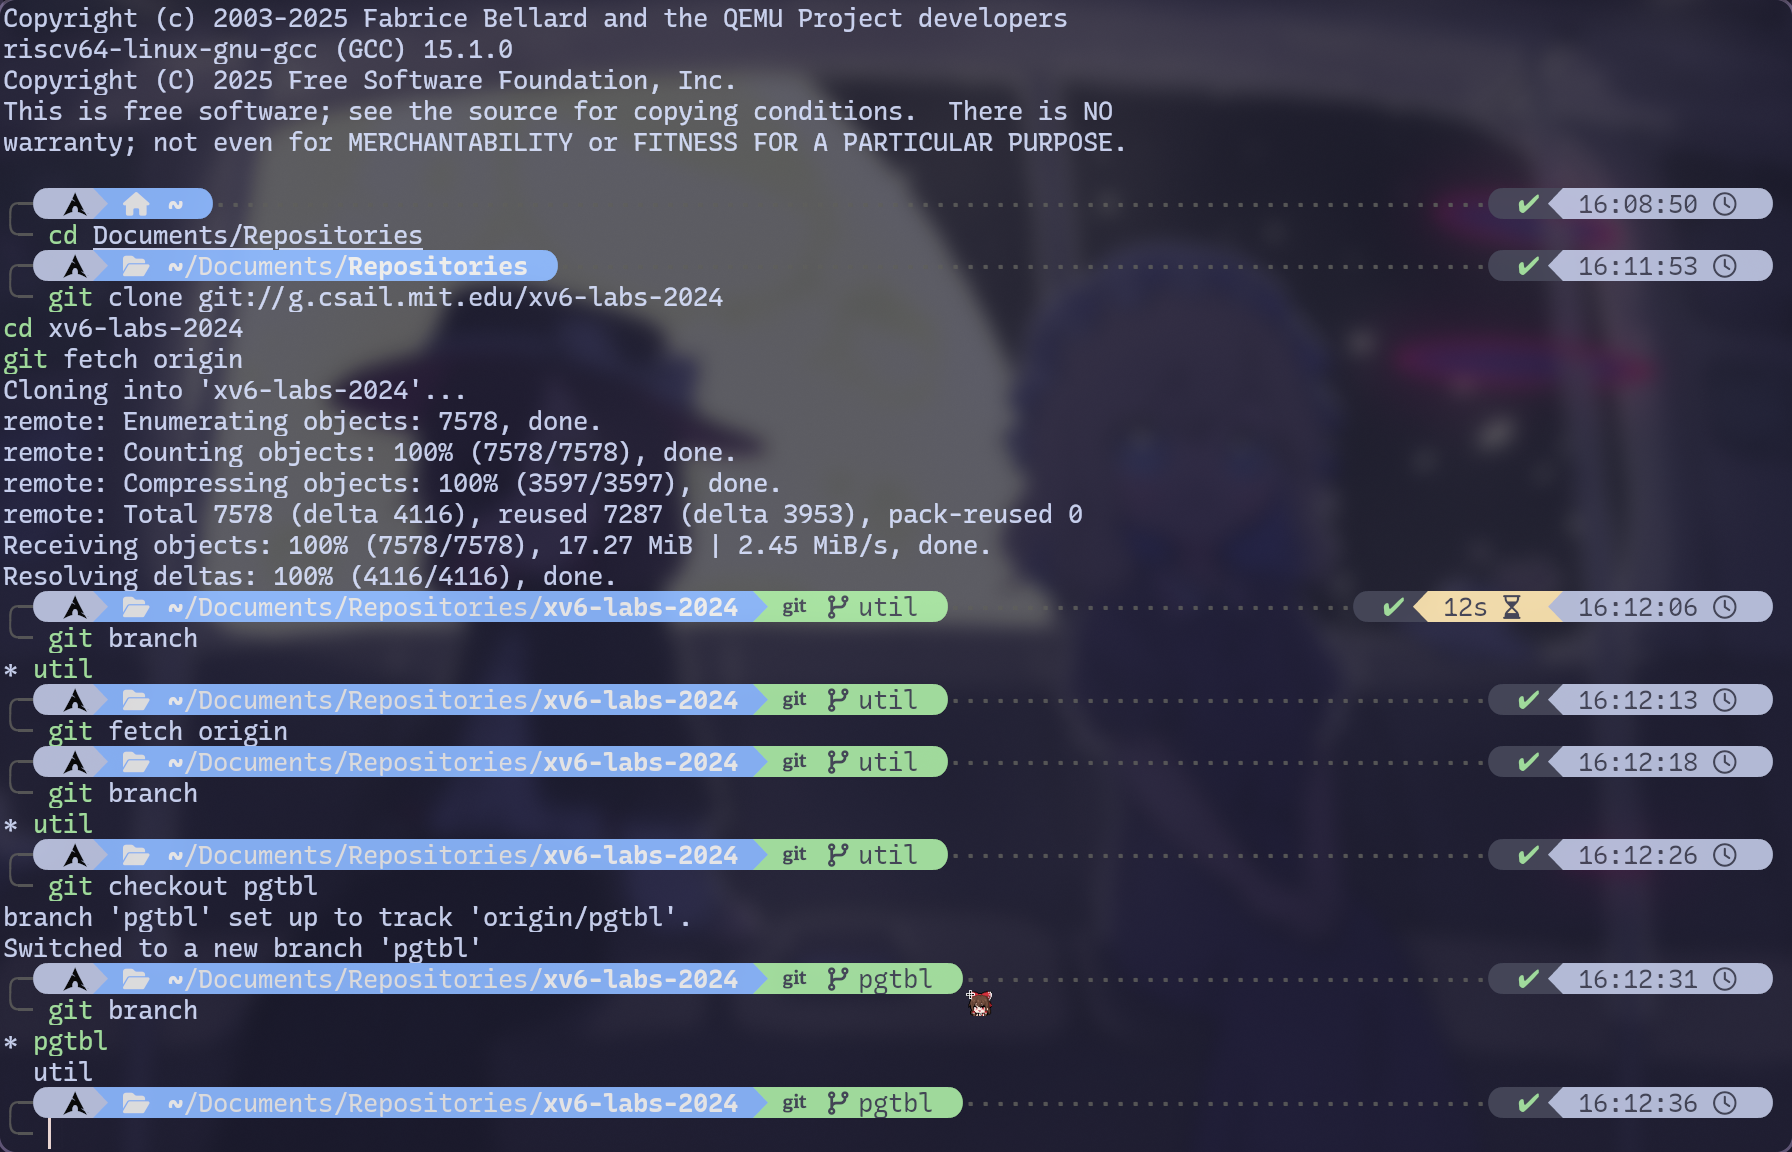 Copyright (c) 2003-2025 Fabrice Bellard and the QEMU Project developers
riscv64-linux-gnu-gcc (GCC) 15.1.0
Copyright (C) 2025 Free Software Foundation, Inc.
This is free software; see the source for copying conditions.  There is NO
warranty; not even for MERCHANTABILITY or FITNESS FOR A PARTICULAR PURPOSE.
~ ✔ 16:08:50
cd Documents/Repositories
~/Documents/Repositories ✔ 16:11:53
git clone git://g.csail.mit.edu/xv6-labs-2024
cd xv6-labs-2024
git fetch origin
Cloning into 'xv6-labs-2024'...
remote: Enumerating objects: 7578, done.
remote: Counting objects: 100% (7578/7578), done.
remote: Compressing objects: 100% (3597/3597), done.
remote: Total 7578 (delta 4116), reused 7287 (delta 3953), pack-reused 0
Receiving objects: 100% (7578/7578), 17.27 MiB | 2.45 MiB/s, done.
Resolving deltas: 100% (4116/4116), done.
~/Documents/Repositories/xv6-labs-2024 git util ✔ 12s 16:12:06
git branch
* util
~/Documents/Repositories/xv6-labs-2024 git util ✔ 16:12:13
git fetch origin
~/Documents/Repositories/xv6-labs-2024 git util ✔ 16:12:18
git branch
* util
~/Documents/Repositories/xv6-labs-2024 git util ✔ 16:12:26
git checkout pgtbl
branch 'pgtbl' set up to track 'origin/pgtbl'.
Switched to a new branch 'pgtbl'
~/Documents/Repositories/xv6-labs-2024 git pgtbl ✔ 16:12:31
git branch
* pgtbl
  util
~/Documents/Repositories/xv6-labs-2024 git pgtbl ✔ 16:12:36